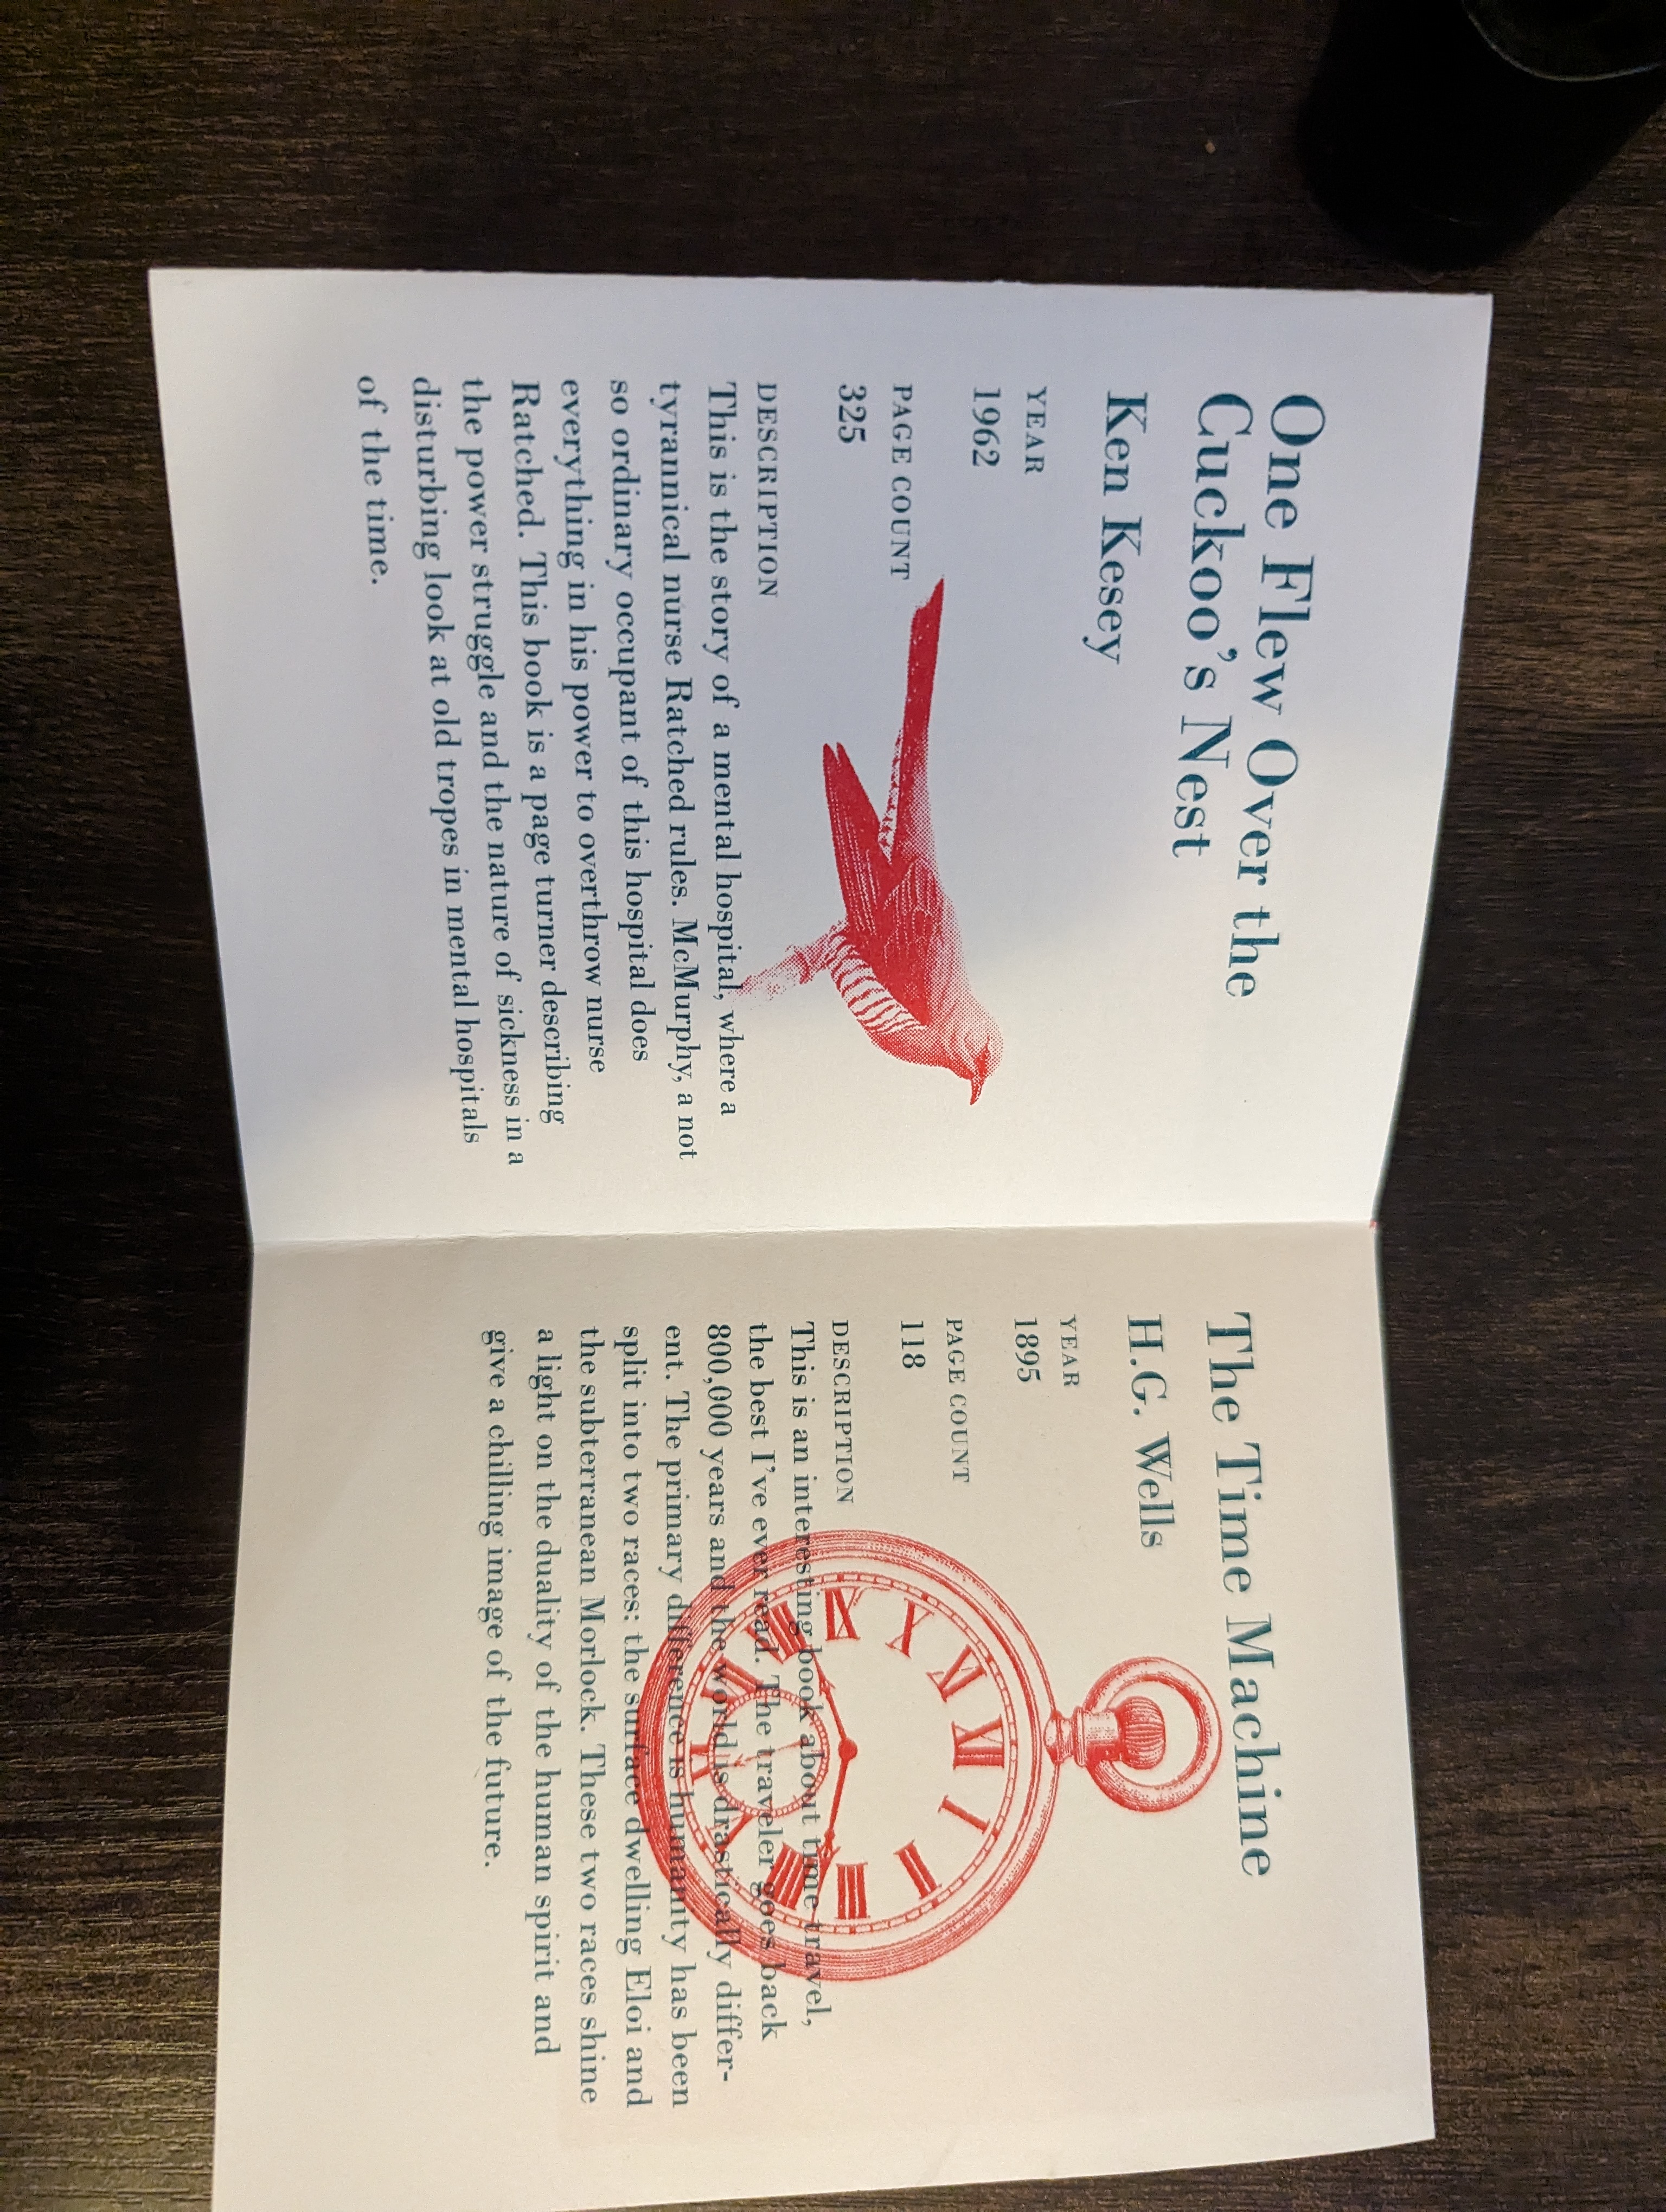 One Flew Over the
Cuckoo's Nest
Ken Kesey
YEAR
1962
PAGE COUNT
325
DESCRIPTION
This is the story of a mental hospital, where a
tyrannical nurse Ratched rules. McMurphy, a not
so ordinary occupant of this hospital does
everything in his power to overthrow nurse
Ratched. This book is a page turner describing
the power struggle and the nature of sickness in a
disturbing look at old tropes in mental hospitals
of the time.
The Time Machine
H.G. Wells
YEAR
1895
PAGE COUNT
118
DESCRIPTION
This is an interesting book about time travel,
the best I've ever read. The traveler goes back
800,000 years and the world is drastically differ-
ent. The primary difference is humanity has been
split into two races: the surface dwelling Eloi and
the subterranean Morlock. These two races shine
a light on the duality of the human spirit and
give a chilling image of the future.
XII
I
II
III
IIII
X
IX